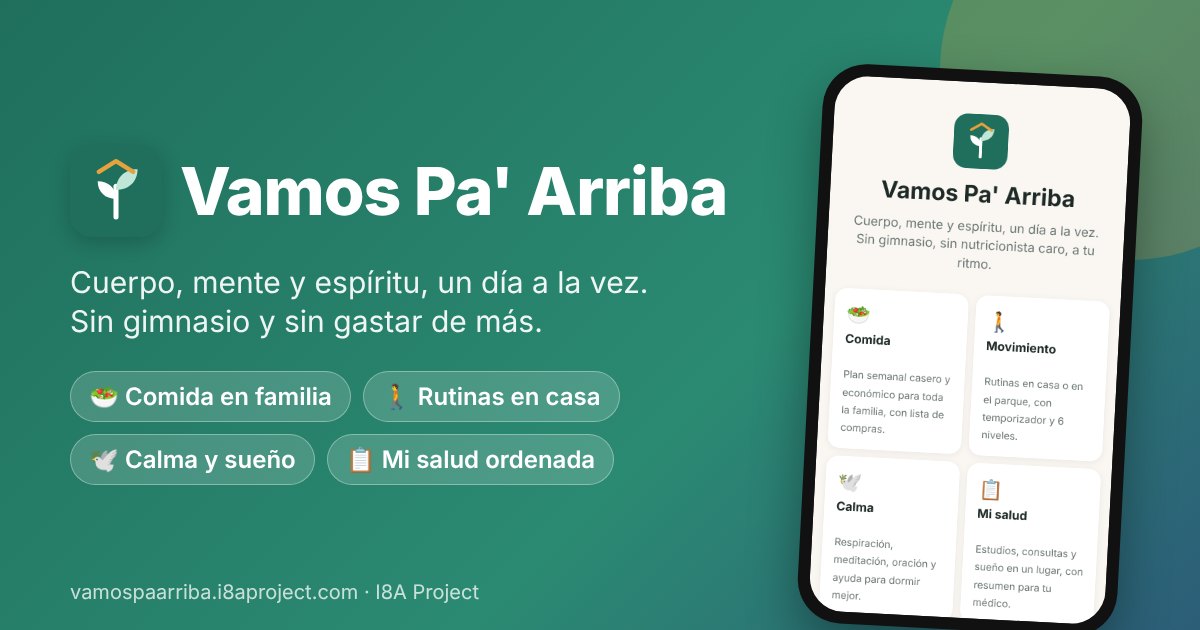 Vamos Pa' Arriba
Cuerpo, mente y espíritu, un día a la vez.
Sin gimnasio y sin gastar de más.
🥗 Comida en familia
🚶 Rutinas en casa
🕊️ Calma y sueño
📋 Mi salud ordenada
vamospaarriba.i8aproject.com · I8A Project
Vamos Pa' Arriba
Cuerpo, mente y espíritu, un día a la vez.
Sin gimnasio, sin nutricionista caro, a tu
ritmo.
🥗
Comida
Plan semanal casero y
económico para toda
la familia, con lista de
compras.
🚶
Movimiento
Rutinas en casa o en
el parque, con
temporizador y 6
niveles.
🕊️
Calma
Respiración,
meditación, oración y
ayuda para dormir
mejor.
📋
Mi salud
Estudios, consultas y
sueño en un lugar, con
resumen para tu
médico.